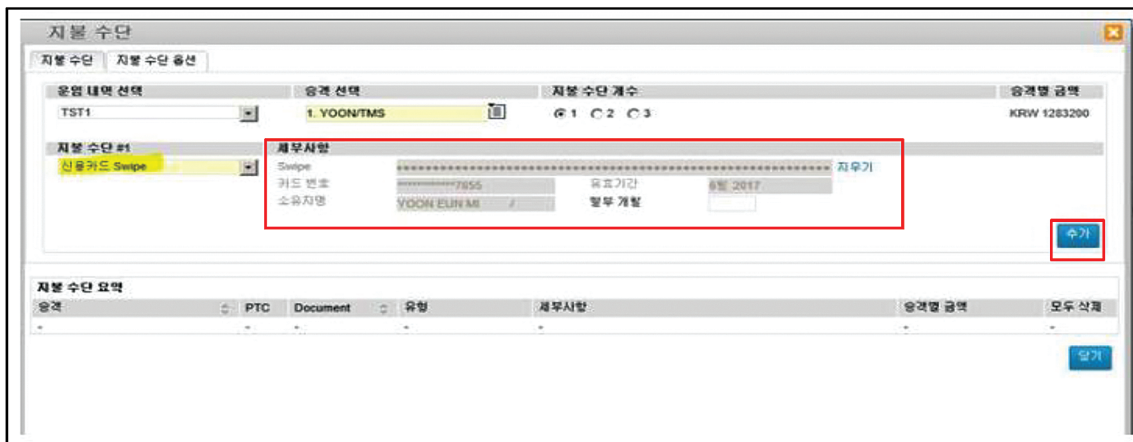 지불 수단
지불 수단 지불 수단 옵션
운임 내역 선택 승객 선택 지불 수단 개수 승객별 금액
TST1 1. YOON/TMS 1 2 3 KRW 1283200
지불 수단 #1 세부사항
신용카드 Swipe Swipe 지우기
카드 번호 ************7855 유효기간 6월 2017
소유자명 YOON EUN MI / 할부 개월
추가
지불 수단 요약
승객 PTC Document 유형 세부사항 승객별 금액 모두 삭제
- - - - - - -
닫기